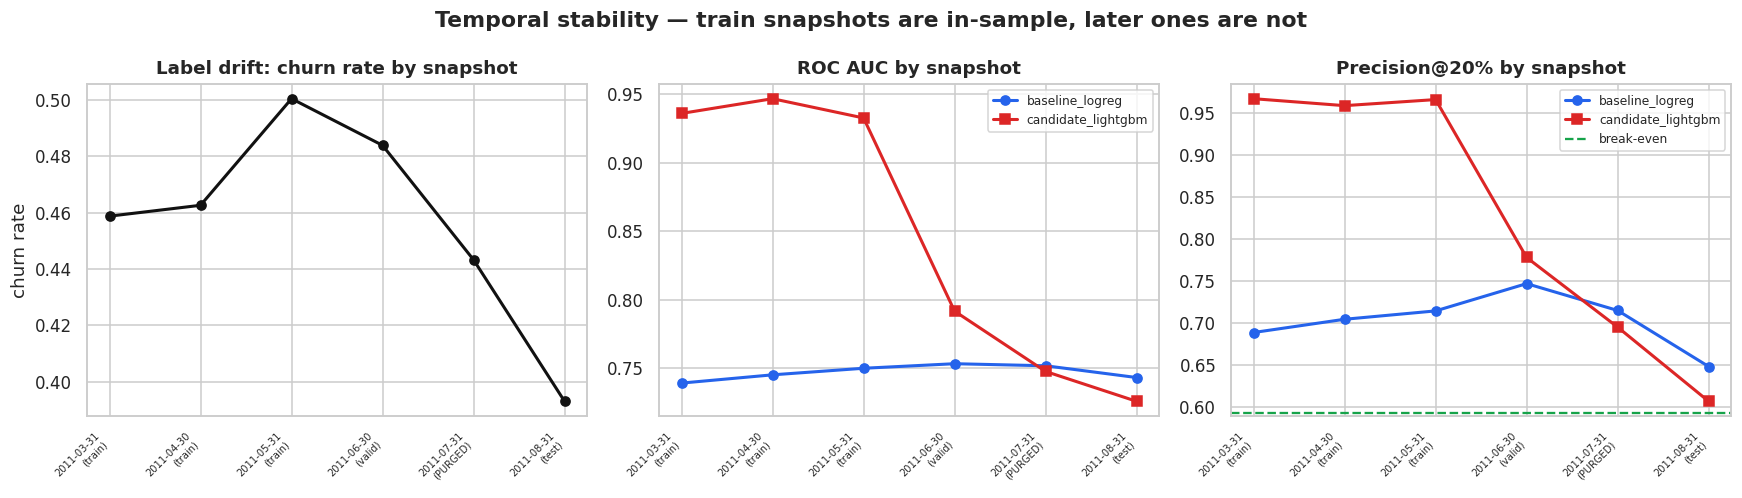 Temporal stability — train snapshots are in-sample, later ones are not
Label drift: churn rate by snapshot
churn rate
0.50
0.48
0.46
0.44
0.42
0.40
2011-03-31
(train)
2011-04-30
(train)
2011-05-31
(train)
2011-06-30
(valid)
2011-07-31
(PURGED)
2011-08-31
(test)
ROC AUC by snapshot
baseline_logreg
candidate_lightgbm
0.95
0.90
0.85
0.80
0.75
2011-03-31
(train)
2011-04-30
(train)
2011-05-31
(train)
2011-06-30
(valid)
2011-07-31
(PURGED)
2011-08-31
(test)
Precision@20% by snapshot
baseline_logreg
candidate_lightgbm
break-even
0.95
0.90
0.85
0.80
0.75
0.70
0.65
0.60
2011-03-31
(train)
2011-04-30
(train)
2011-05-31
(train)
2011-06-30
(valid)
2011-07-31
(PURGED)
2011-08-31
(test)